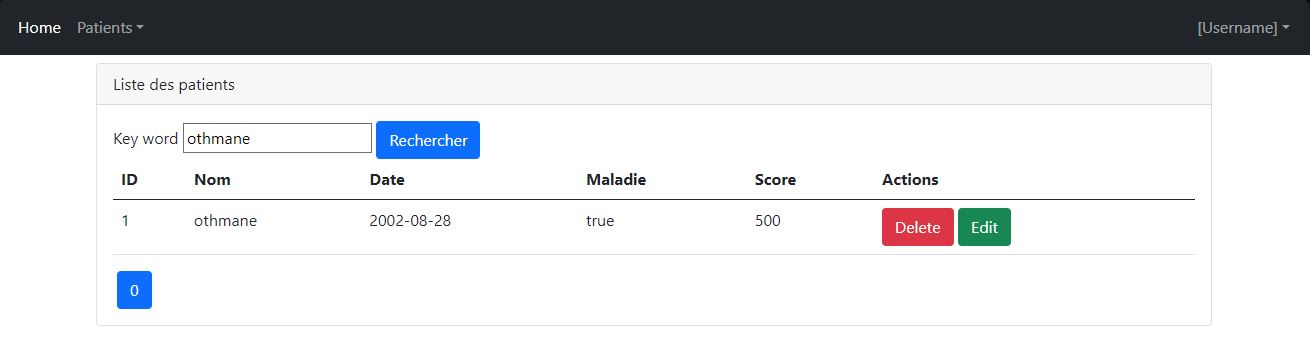 Home Patients [Username]
Liste des patients
Key word othmane Rechercher
ID Nom Date Maladie Score Actions
1 othmane 2002-08-28 true 500 Delete Edit
0